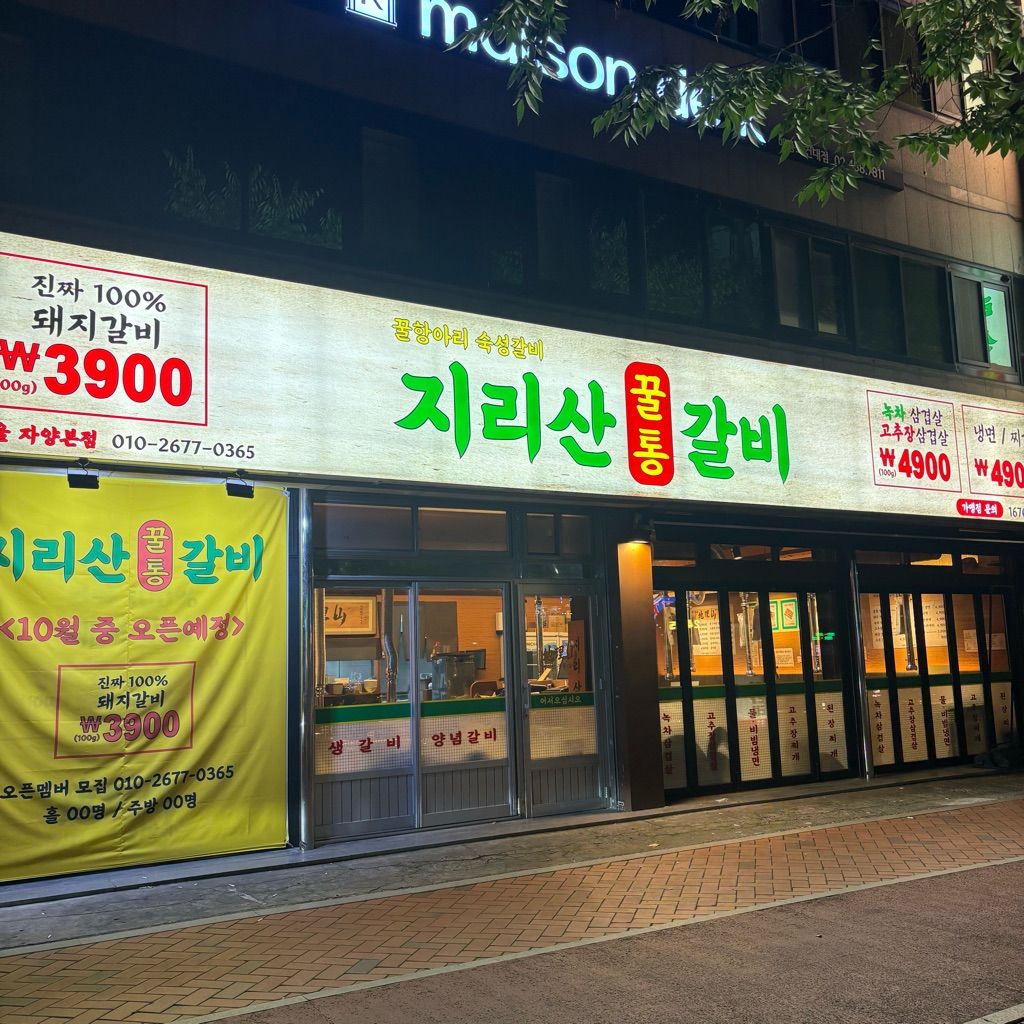 진짜 100%
돼지갈비
₩3900
자양본점 010-2677-0365
꿀항아리 숙성갈비
지리산 꿀통 갈비
녹차 삼겹살
고추장삼겹살
₩4900
(100g)
냉면 /
가맹점 문의
지리산 꿀통 갈비
<10월 중 오픈예정>
진짜 100%
돼지갈비
₩3900
(100g)
오픈멤버 모집 010-2677-0365
홀 00명 / 주방 00명
어서오십시오
생갈비
양념갈비
녹차삼겹살
고추장삼겹살
물비빔냉면
고추장찌개
된장찌개
녹차삼겹살
고추장삼겹살
물비빔냉면